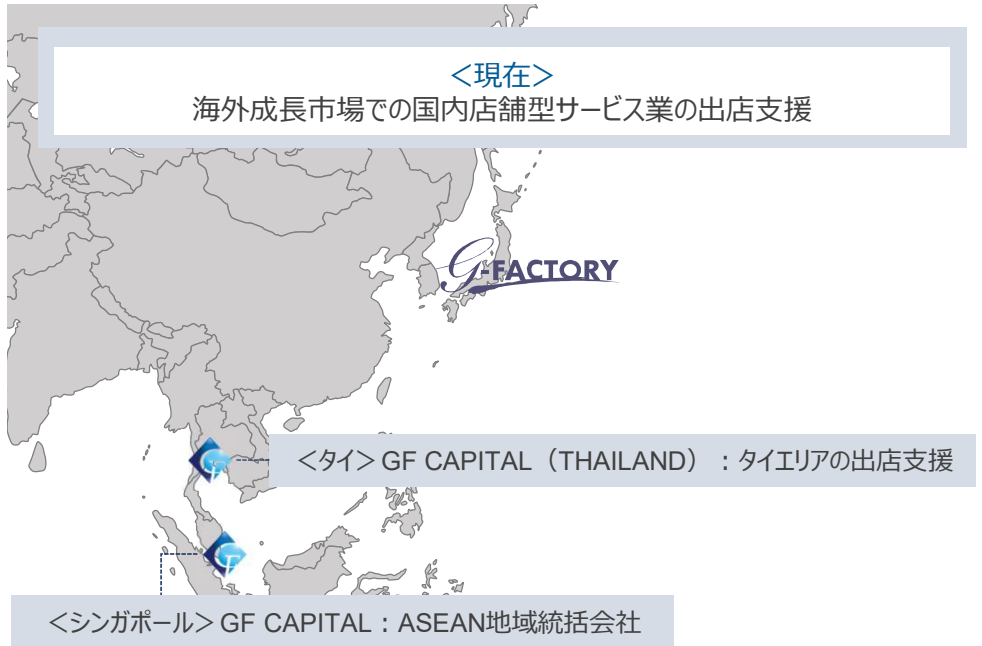 ＜現在＞
海外成長市場での国内店舗型サービス業の出店支援
G-FACTORY
＜タイ＞GF CAPITAL（THAILAND）：タイエリアの出店支援
＜シンガポール＞GF CAPITAL：ASEAN地域統括会社